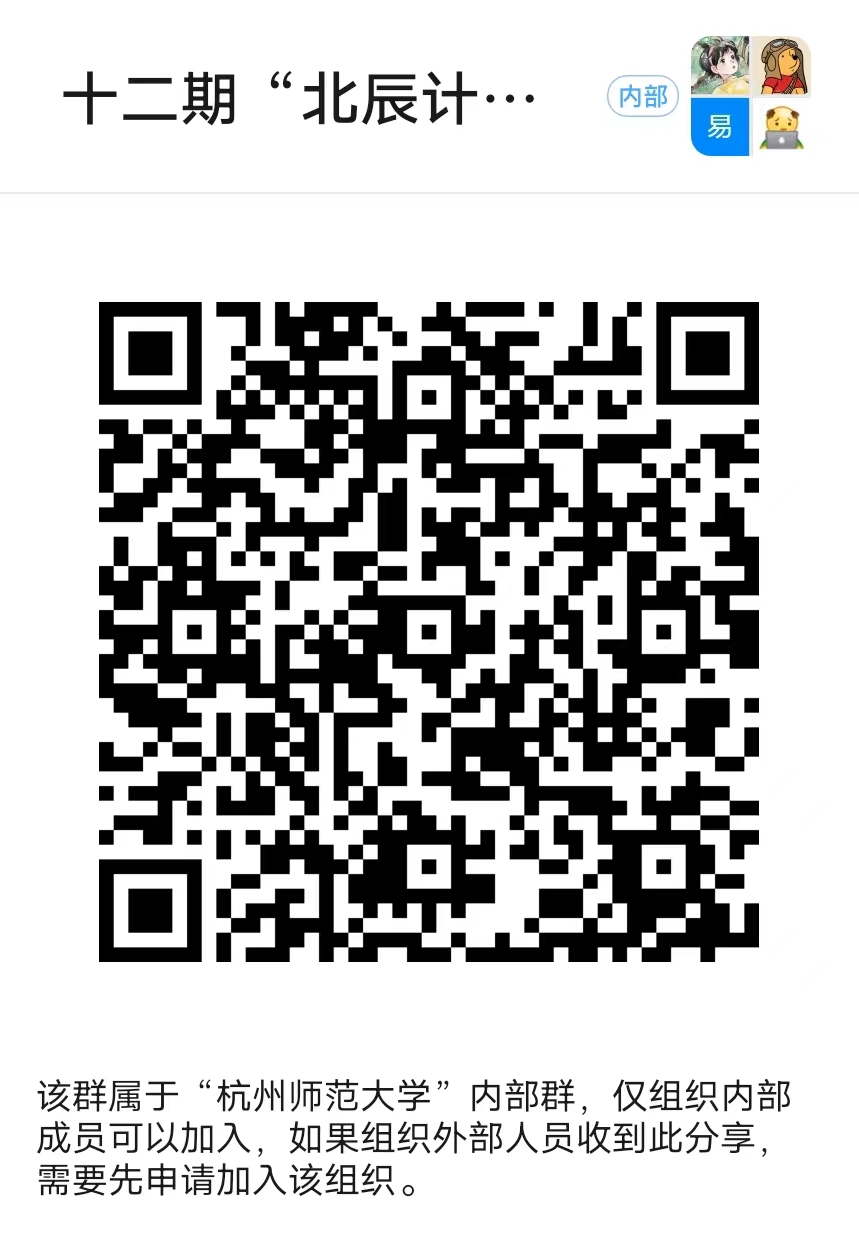 十二期“北辰计…
内部
易
该群属于“杭州师范大学”内部群，仅组织内部
成员可以加入，如果组织外部人员收到此分享，
需要先申请加入该组织。